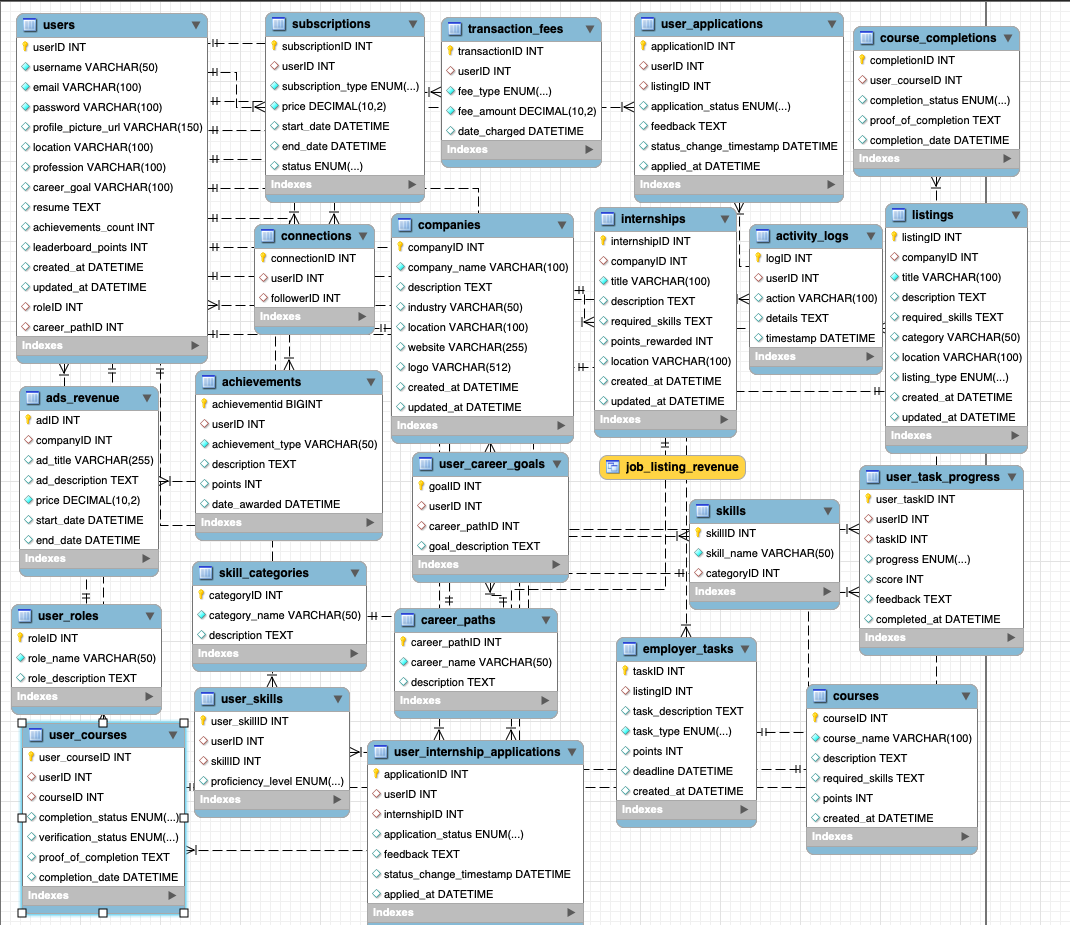 users
userID INT
username VARCHAR(50)
email VARCHAR(100)
password VARCHAR(100)
profile_picture_url VARCHAR(150)
location VARCHAR(100)
profession VARCHAR(100)
career_goal VARCHAR(100)
resume TEXT
achievements_count INT
leaderboard_points INT
created_at DATETIME
updated_at DATETIME
roleID INT
career_pathID INT
Indexes
subscriptions
subscriptionID INT
userID INT
subscription_type ENUM(...)
price DECIMAL(10,2)
start_date DATETIME
end_date DATETIME
status ENUM(...)
Indexes
transaction_fees
transactionID INT
userID INT
fee_type ENUM(...)
fee_amount DECIMAL(10,2)
date_charged DATETIME
Indexes
user_applications
applicationID INT
userID INT
listingID INT
application_status ENUM(...)
feedback TEXT
status_change_timestamp DATETIME
applied_at DATETIME
Indexes
course_completions
completionID INT
user_courseID INT
completion_status ENUM(...)
proof_of_completion TEXT
completion_date DATETIME
Indexes
connections
connectionID INT
userID INT
followerID INT
Indexes
companies
companyID INT
company_name VARCHAR(100)
description TEXT
industry VARCHAR(50)
location VARCHAR(100)
website VARCHAR(255)
logo VARCHAR(512)
created_at DATETIME
updated_at DATETIME
Indexes
internships
internshipID INT
companyID INT
title VARCHAR(100)
description TEXT
required_skills TEXT
points_rewarded INT
location VARCHAR(100)
created_at DATETIME
updated_at DATETIME
Indexes
activity_logs
logID INT
userID INT
action VARCHAR(100)
details TEXT
timestamp DATETIME
Indexes
listings
listingID INT
companyID INT
title VARCHAR(100)
description TEXT
required_skills TEXT
category VARCHAR(50)
location VARCHAR(100)
listing_type ENUM(...)
created_at DATETIME
updated_at DATETIME
Indexes
ads_revenue
adID INT
companyID INT
ad_title VARCHAR(255)
ad_description TEXT
price DECIMAL(10,2)
start_date DATETIME
end_date DATETIME
Indexes
achievements
achievementid BIGINT
userID INT
achievement_type VARCHAR(50)
description TEXT
points INT
date_awarded DATETIME
Indexes
user_career_goals
goalID INT
userID INT
career_pathID INT
goal_description TEXT
Indexes
job_listing_revenue
skills
skillID INT
skill_name VARCHAR(50)
categoryID INT
Indexes
user_task_progress
user_taskID INT
userID INT
taskID INT
progress ENUM(...)
score INT
feedback TEXT
completed_at DATETIME
Indexes
skill_categories
categoryID INT
category_name VARCHAR(50)
description TEXT
Indexes
user_roles
roleID INT
role_name VARCHAR(50)
role_description TEXT
Indexes
career_paths
career_pathID INT
career_name VARCHAR(50)
description TEXT
Indexes
employer_tasks
taskID INT
listingID INT
task_description TEXT
task_type ENUM(...)
points INT
deadline DATETIME
created_at DATETIME
Indexes
user_skills
user_skillID INT
userID INT
skillID INT
proficiency_level ENUM(...)
Indexes
courses
courseID INT
course_name VARCHAR(100)
description TEXT
required_skills TEXT
points INT
created_at DATETIME
Indexes
user_courses
user_courseID INT
userID INT
courseID INT
completion_status ENUM(...)
verification_status ENUM(...)
proof_of_completion TEXT
completion_date DATETIME
Indexes
user_internship_applications
applicationID INT
userID INT
internshipID INT
application_status ENUM(...)
feedback TEXT
status_change_timestamp DATETIME
applied_at DATETIME
Indexes